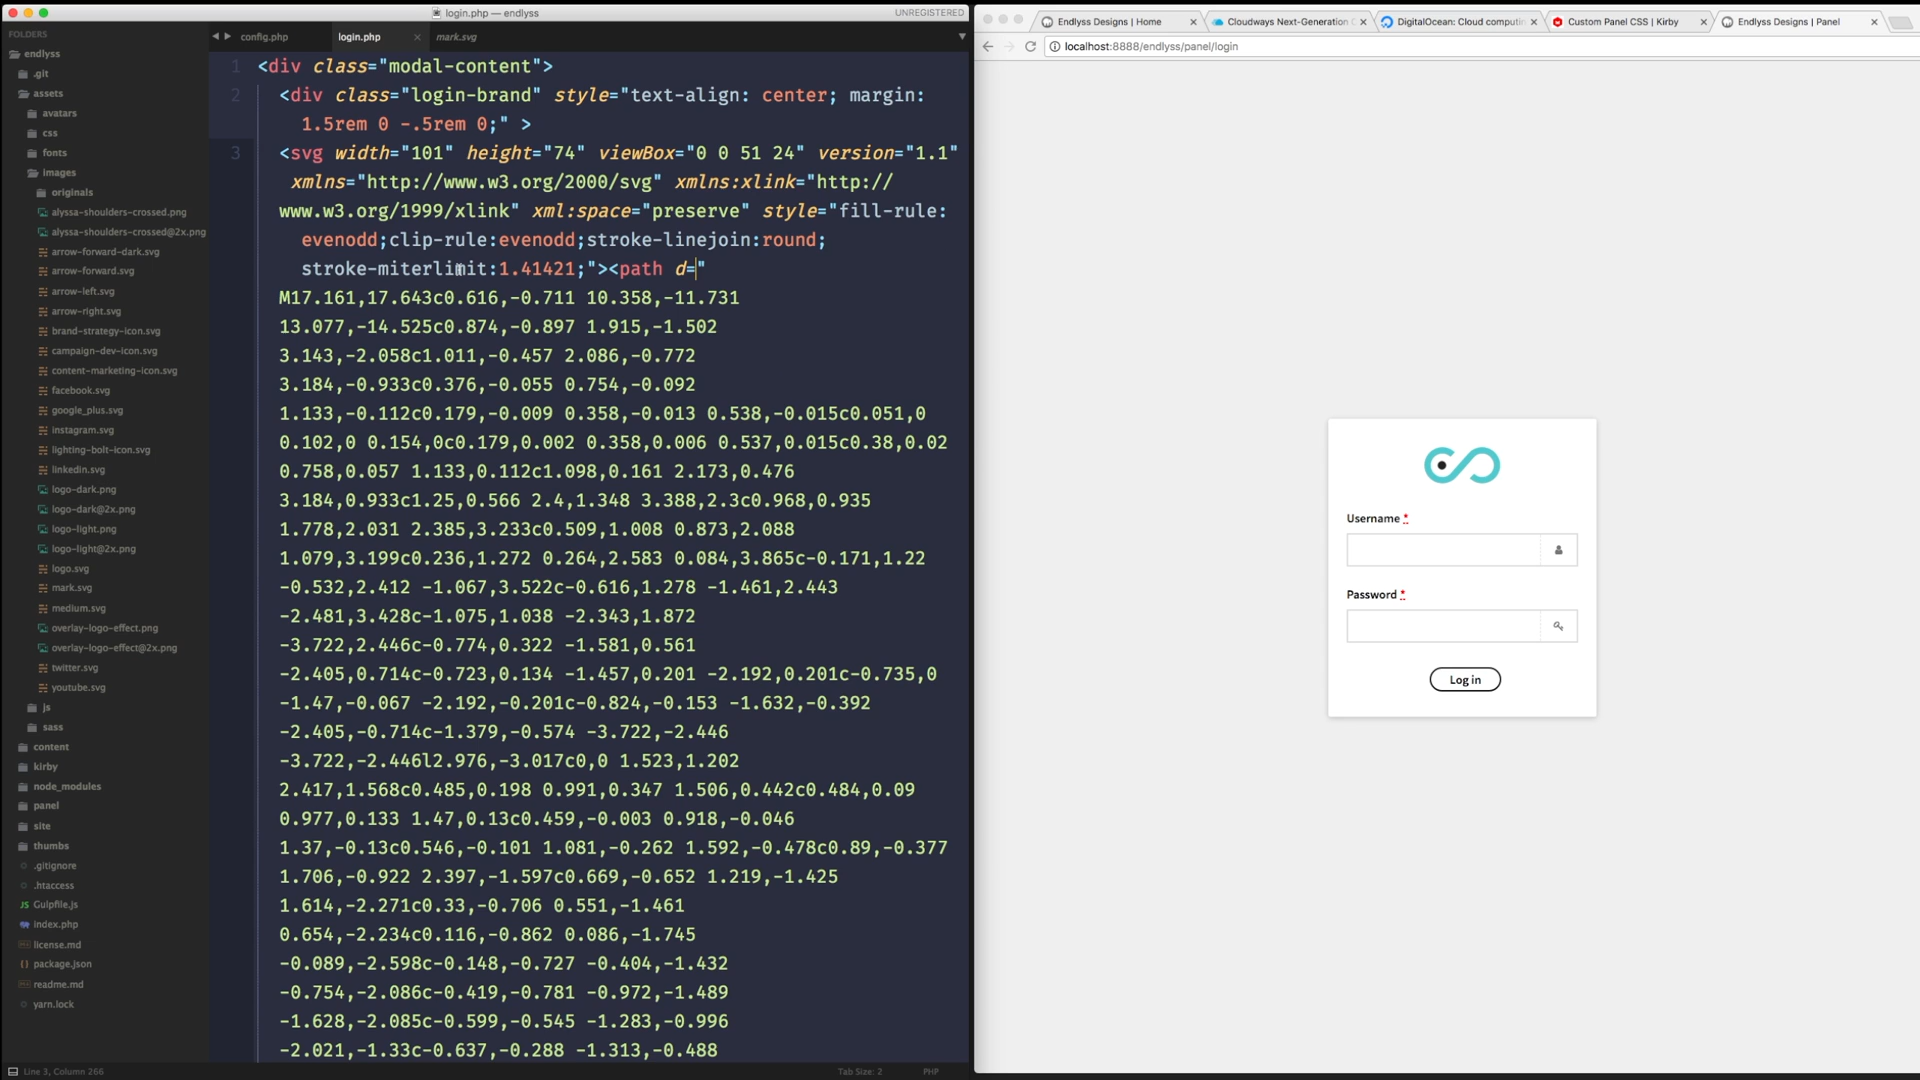 login.php — endlyss
UNREGISTERED
FOLDERS
endlyss
.git
assets
avatars
css
fonts
images
originals
alyssa-shoulders-crossed.png
alyssa-shoulders-crossed@2x.png
arrow-forward-dark.svg
arrow-forward.svg
arrow-left.svg
arrow-right.svg
brand-strategy-icon.svg
campaign-dev-icon.svg
content-marketing-icon.svg
facebook.svg
google_plus.svg
instagram.svg
lighting-bolt-icon.svg
linkedin.svg
logo-dark.png
logo-dark@2x.png
logo-light.png
logo-light@2x.png
logo.svg
mark.svg
medium.svg
overlay-logo-effect.png
overlay-logo-effect@2x.png
twitter.svg
youtube.svg
js
sass
content
kirby
node_modules
panel
site
thumbs
.gitignore
.htaccess
JS Gulpfile.js
index.php
license.md
package.json
readme.md
yarn.lock
config.php
login.php
mark.svg
1 <div class="modal-content">
2 <div class="login-brand" style="text-align: center; margin:
1.5rem 0 -.5rem 0;" >
3 <svg width="101" height="74" viewBox="0 0 51 24" version="1.1"
xmlns="http://www.w3.org/2000/svg" xmlns:xlink="http://
www.w3.org/1999/xlink" xml:space="preserve" style="fill-rule:
evenodd;clip-rule:evenodd;stroke-linejoin:round;
stroke-miterlimit:1.41421;"><path d="
M17.161,17.643c0.616,-0.711 10.358,-11.731
13.077,-14.525c0.874,-0.897 1.915,-1.502
3.143,-2.058c1.011,-0.457 2.086,-0.772
3.184,-0.933c0.376,-0.055 0.754,-0.092
1.133,-0.112c0.179,-0.009 0.358,-0.013 0.538,-0.015c0.051,0
0.102,0 0.154,0c0.179,0.002 0.358,0.006 0.537,0.015c0.38,0.02
0.758,0.057 1.133,0.112c1.098,0.161 2.173,0.476
3.184,0.933c1.25,0.566 2.4,1.348 3.388,2.3c0.968,0.935
1.778,2.031 2.385,3.233c0.509,1.008 0.873,2.088
1.079,3.199c0.236,1.272 0.264,2.583 0.084,3.865c-0.171,1.22
-0.532,2.412 -1.067,3.522c-0.616,1.278 -1.461,2.443
-2.481,3.428c-1.075,1.038 -2.343,1.872
-3.722,2.446c-0.774,0.322 -1.581,0.561
-2.405,0.714c-0.723,0.134 -1.457,0.201 -2.192,0.201c-0.735,0
-1.47,-0.067 -2.192,-0.201c-0.824,-0.153 -1.632,-0.392
-2.405,-0.714c-1.379,-0.574 -3.722,-2.446
-3.722,-2.446l2.976,-3.017c0,0 1.523,1.202
2.417,1.568c0.485,0.198 0.991,0.347 1.506,0.442c0.484,0.09
0.977,0.133 1.47,0.13c0.459,-0.003 0.918,-0.046
1.37,-0.13c0.546,-0.101 1.081,-0.262 1.592,-0.478c0.89,-0.377
1.706,-0.922 2.397,-1.597c0.669,-0.652 1.219,-1.425
1.614,-2.271c0.33,-0.706 0.551,-1.461
0.654,-2.234c0.116,-0.862 0.086,-1.745
-0.089,-2.598c-0.148,-0.727 -0.404,-1.432
-0.754,-2.086c-0.419,-0.781 -0.972,-1.489
-1.628,-2.085c-0.599,-0.545 -1.283,-0.996
-2.021,-1.33c-0.637,-0.288 -1.313,-0.488
Line 3, Column 266
Tab Size: 2
PHP
Endlyss Designs | Home
Cloudways Next-Generation C
DigitalOcean: Cloud computin
Custom Panel CSS | Kirby
Endlyss Designs | Panel
localhost:8888/endlyss/panel/login
Username *
Password *
Log in